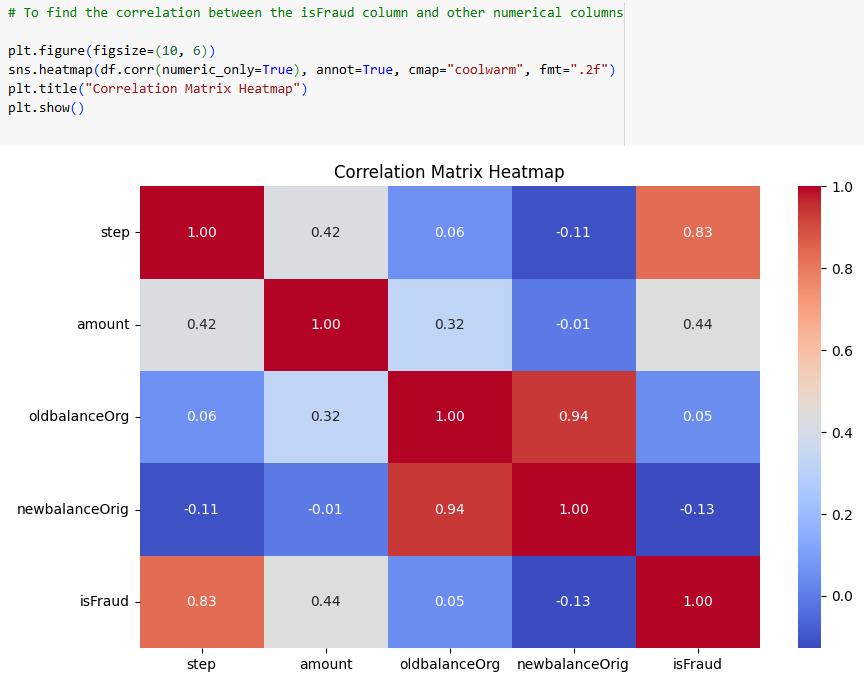 # To find the correlation between the isFraud column and other numerical columns
plt.figure(figsize=(10, 6))
sns.heatmap(df.corr(numeric_only=True), annot=True, cmap="coolwarm", fmt=".2f")
plt.title("Correlation Matrix Heatmap")
plt.show()
Correlation Matrix Heatmap
step 1.00 0.42 0.06 -0.11 0.83
amount 0.42 1.00 0.32 -0.01 0.44
oldbalanceOrg 0.06 0.32 1.00 0.94 0.05
newbalanceOrig -0.11 -0.01 0.94 1.00 -0.13
isFraud 0.83 0.44 0.05 -0.13 1.00
step amount oldbalanceOrg newbalanceOrig isFraud
1.0
0.8
0.6
0.4
0.2
0.0